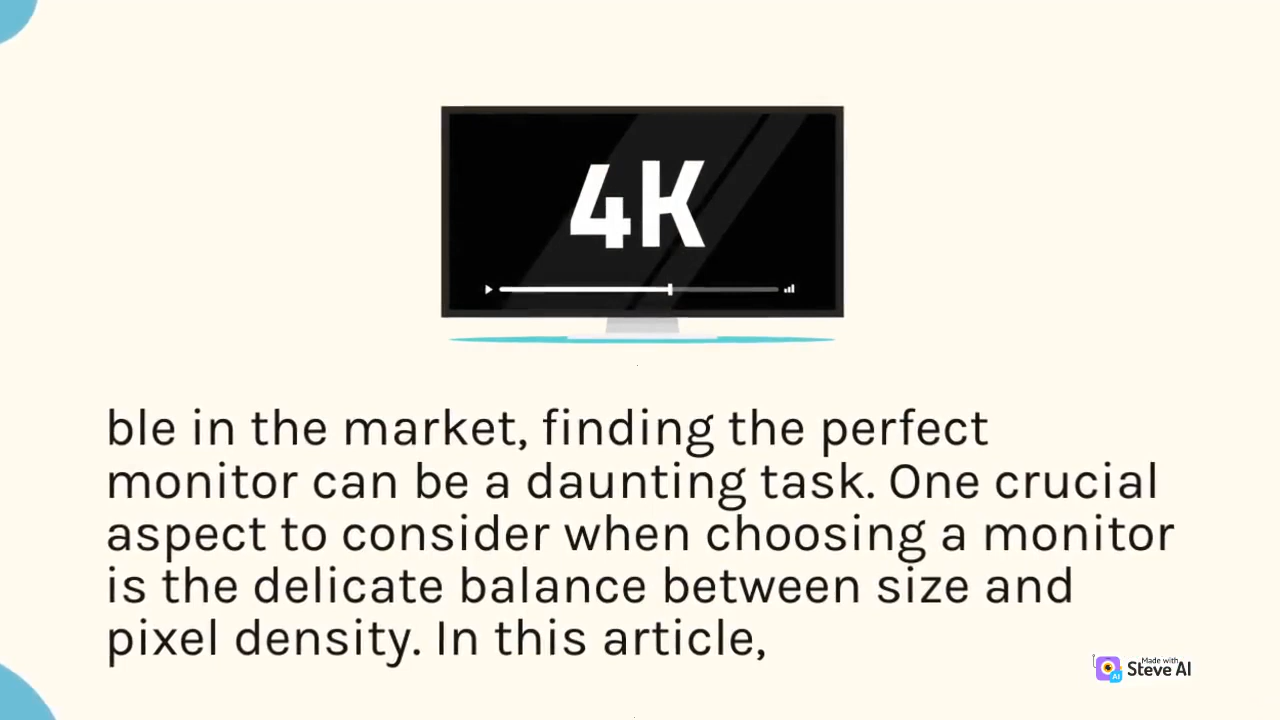 4K
ble in the market, finding the perfect
monitor can be a daunting task. One crucial
aspect to consider when choosing a monitor
is the delicate balance between size and
pixel density. In this article,
Made with
Steve AI
AI